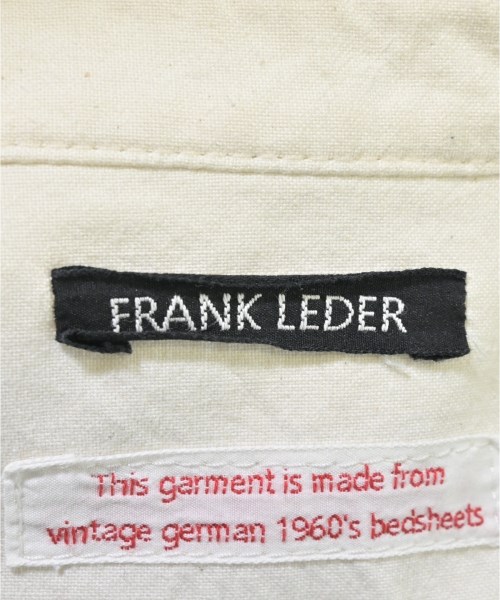 FRANK LEDER
This garment is made from
vintage german 1960's bedsheets